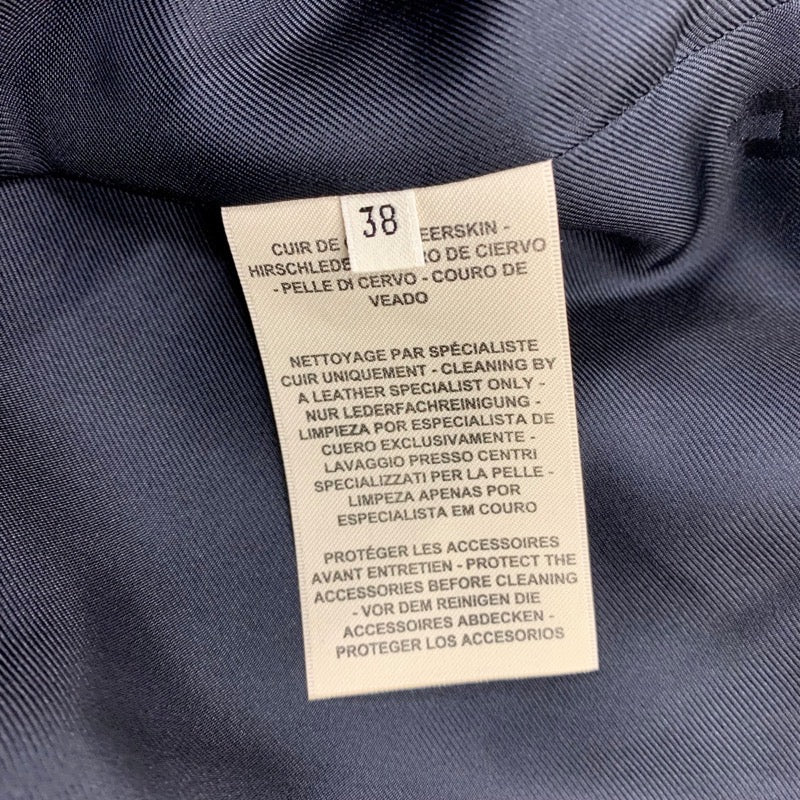 38
CUIR DE EERSKIN -
HIRSCHLEDE RO DE CIERVO
- PELLE DI CERVO - COURO DE
VEADO
NETTOYAGE PAR SPÉCIALISTE
CUIR UNIQUEMENT - CLEANING BY
A LEATHER SPECIALIST ONLY -
NUR LEDERFACHREINIGUNG -
LIMPIEZA POR ESPECIALISTA DE
CUERO EXCLUSIVAMENTE -
LAVAGGIO PRESSO CENTRI
SPECIALIZZATI PER LA PELLE -
LIMPEZA APENAS POR
ESPECIALISTA EM COURO
PROTÉGER LES ACCESSOIRES
AVANT ENTRETIEN - PROTECT THE
ACCESSORIES BEFORE CLEANING
- VOR DEM REINIGEN DIE
ACCESSOIRES ABDECKEN -
PROTEGER LOS ACCESORIOS